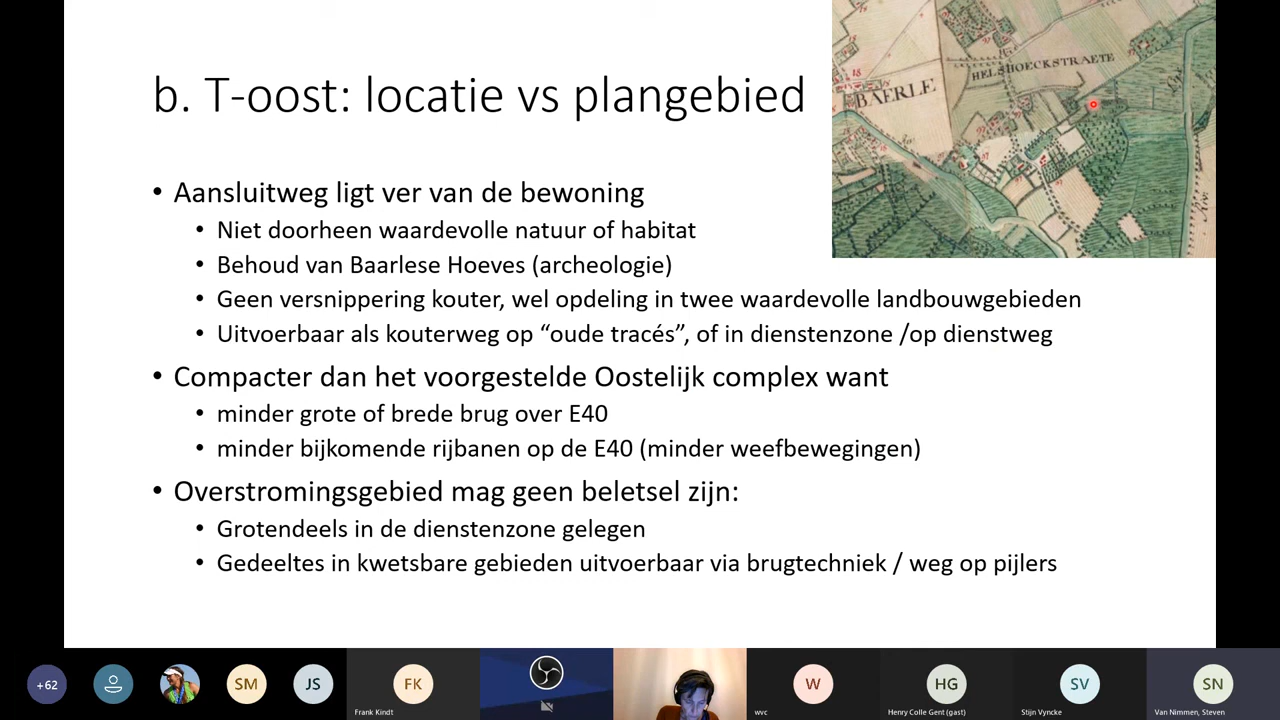 b. T-oost: locatie vs plangebied
BAERLE
HELSHOECKSTRAETE
• Aansluitweg ligt ver van de bewoning
• Niet doorheen waardevolle natuur of habitat
• Behoud van Baarlese Hoeves (archeologie)
• Geen versnippering kouter, wel opdeling in twee waardevolle landbouwgebieden
• Uitvoerbaar als kouterweg op “oude tracés”, of in dienstenzone /op dienstweg
• Compacter dan het voorgestelde Oostelijk complex want
• minder grote of brede brug over E40
• minder bijkomende rijbanen op de E40 (minder weefbewegingen)
• Overstromingsgebied mag geen beletsel zijn:
• Grotendeels in de dienstenzone gelegen
• Gedeeltes in kwetsbare gebieden uitvoerbaar via brugtechniek / weg op pijlers
+62
SM
JS
FK
Frank Kindt
W
wvc
HG
Henry Colle Gent (gast)
SV
Stijn Vyncke
SN
Van Nimmen, Steven